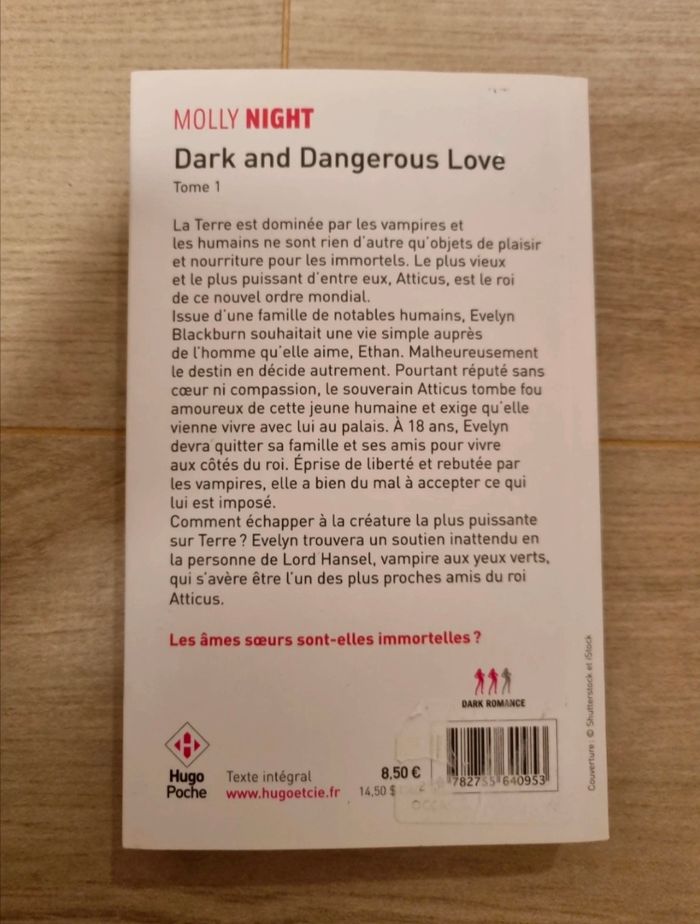 MOLLY NIGHT
Dark and Dangerous Love
Tome 1
La Terre est dominée par les vampires et
les humains ne sont rien d'autre qu'objets de plaisir
et nourriture pour les immortels. Le plus vieux
et le plus puissant d'entre eux, Atticus, est le roi
de ce nouvel ordre mondial.
Issue d'une famille de notables humains, Evelyn
Blackburn souhaitait une vie simple auprès
de l'homme qu'elle aime, Ethan. Malheureusement
le destin en décide autrement. Pourtant réputé sans
cœur ni compassion, le souverain Atticus tombe fou
amoureux de cette jeune humaine et exige qu'elle
vienne vivre avec lui au palais. À 18 ans, Evelyn
devra quitter sa famille et ses amis pour vivre
aux côtés du roi. Éprise de liberté et rebutée par
les vampires, elle a bien du mal à accepter ce qui
lui est imposé.
Comment échapper à la créature la plus puissante
sur Terre ? Evelyn trouvera un soutien inattendu en
la personne de Lord Hansel, vampire aux yeux verts,
qui s'avère être l'un des plus proches amis du roi
Atticus.
Les âmes sœurs sont-elles immortelles ?
DARK ROMANCE
Couverture : © Shutterstock et iStock
Hugo
Poche
Texte intégral
www.hugoetcie.fr
8,50 €
14,50 $
782755 640953